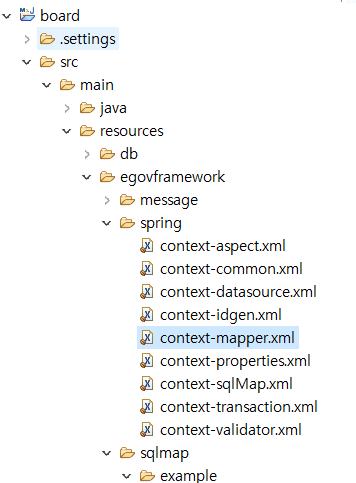 board
.settings
src
main
java
resources
db
egovframework
message
spring
context-aspect.xml
context-common.xml
context-datasource.xml
context-idgen.xml
context-mapper.xml
context-properties.xml
context-sqlMap.xml
context-transaction.xml
context-validator.xml
sqlmap
example